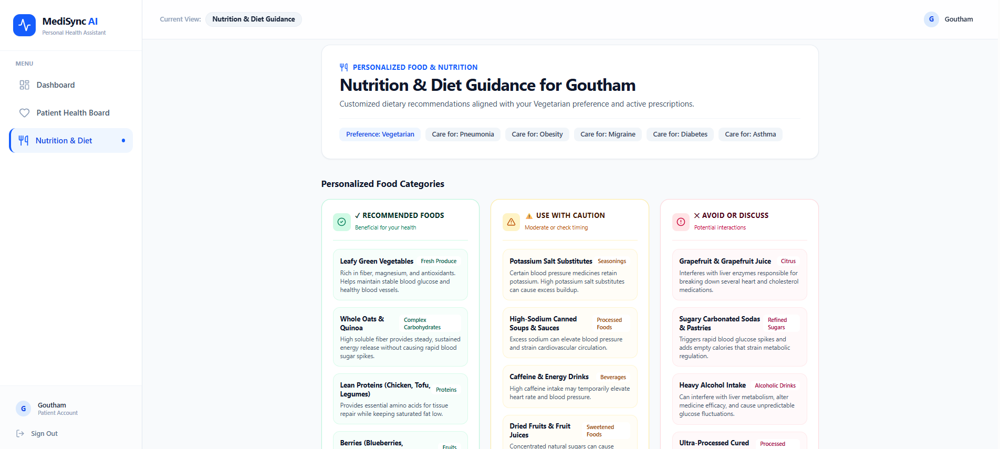 MediSync AI
Personal Health Assistant
MENU
Dashboard
Patient Health Board
Nutrition & Diet
G
Goutham
Patient Account
Sign Out
Current View:
Nutrition & Diet Guidance
G
Goutham
PERSONALIZED FOOD & NUTRITION
Nutrition & Diet Guidance for Goutham
Customized dietary recommendations aligned with your Vegetarian preference and active prescriptions.
Preference: Vegetarian
Care for: Pneumonia
Care for: Obesity
Care for: Migraine
Care for: Diabetes
Care for: Asthma
Personalized Food Categories
✓ RECOMMENDED FOODS
Beneficial for your health
Leafy Green Vegetables
Fresh Produce
Rich in fiber, magnesium, and antioxidants.
Helps maintain stable blood glucose and
healthy blood vessels.
Whole Oats &
Quinoa
Complex
Carbohydrates
High soluble fiber provides steady, sustained
energy release without causing rapid blood
sugar spikes.
Lean Proteins (Chicken, Tofu,
Legumes)
Proteins
Provides essential amino acids for tissue
repair while keeping saturated fat low.
Berries (Blueberries,
Fruits
⚠ USE WITH CAUTION
Moderate or check timing
Potassium Salt Substitutes
Seasonings
Certain blood pressure medicines retain
potassium. High potassium salt substitutes
can cause excess buildup.
High-Sodium Canned
Soups & Sauces
Processed
Foods
Excess sodium can elevate blood pressure
and strain cardiovascular circulation.
Caffeine & Energy Drinks
Beverages
High caffeine intake may temporarily elevate
heart rate and blood pressure.
Dried Fruits & Fruit
Juices
Sweetened
Foods
Concentrated natural sugars can cause
✕ AVOID OR DISCUSS
Potential interactions
Grapefruit & Grapefruit Juice
Citrus
Interferes with liver enzymes responsible for
breaking down several heart and cholesterol
medications.
Sugary Carbonated Sodas
& Pastries
Refined
Sugars
Triggers rapid blood glucose spikes and
adds empty calories that strain metabolic
regulation.
Heavy Alcohol Intake
Alcoholic Drinks
Can interfere with liver metabolism, alter
medicine efficacy, and cause unpredictable
glucose fluctuations.
Ultra-Processed Cured
Processed